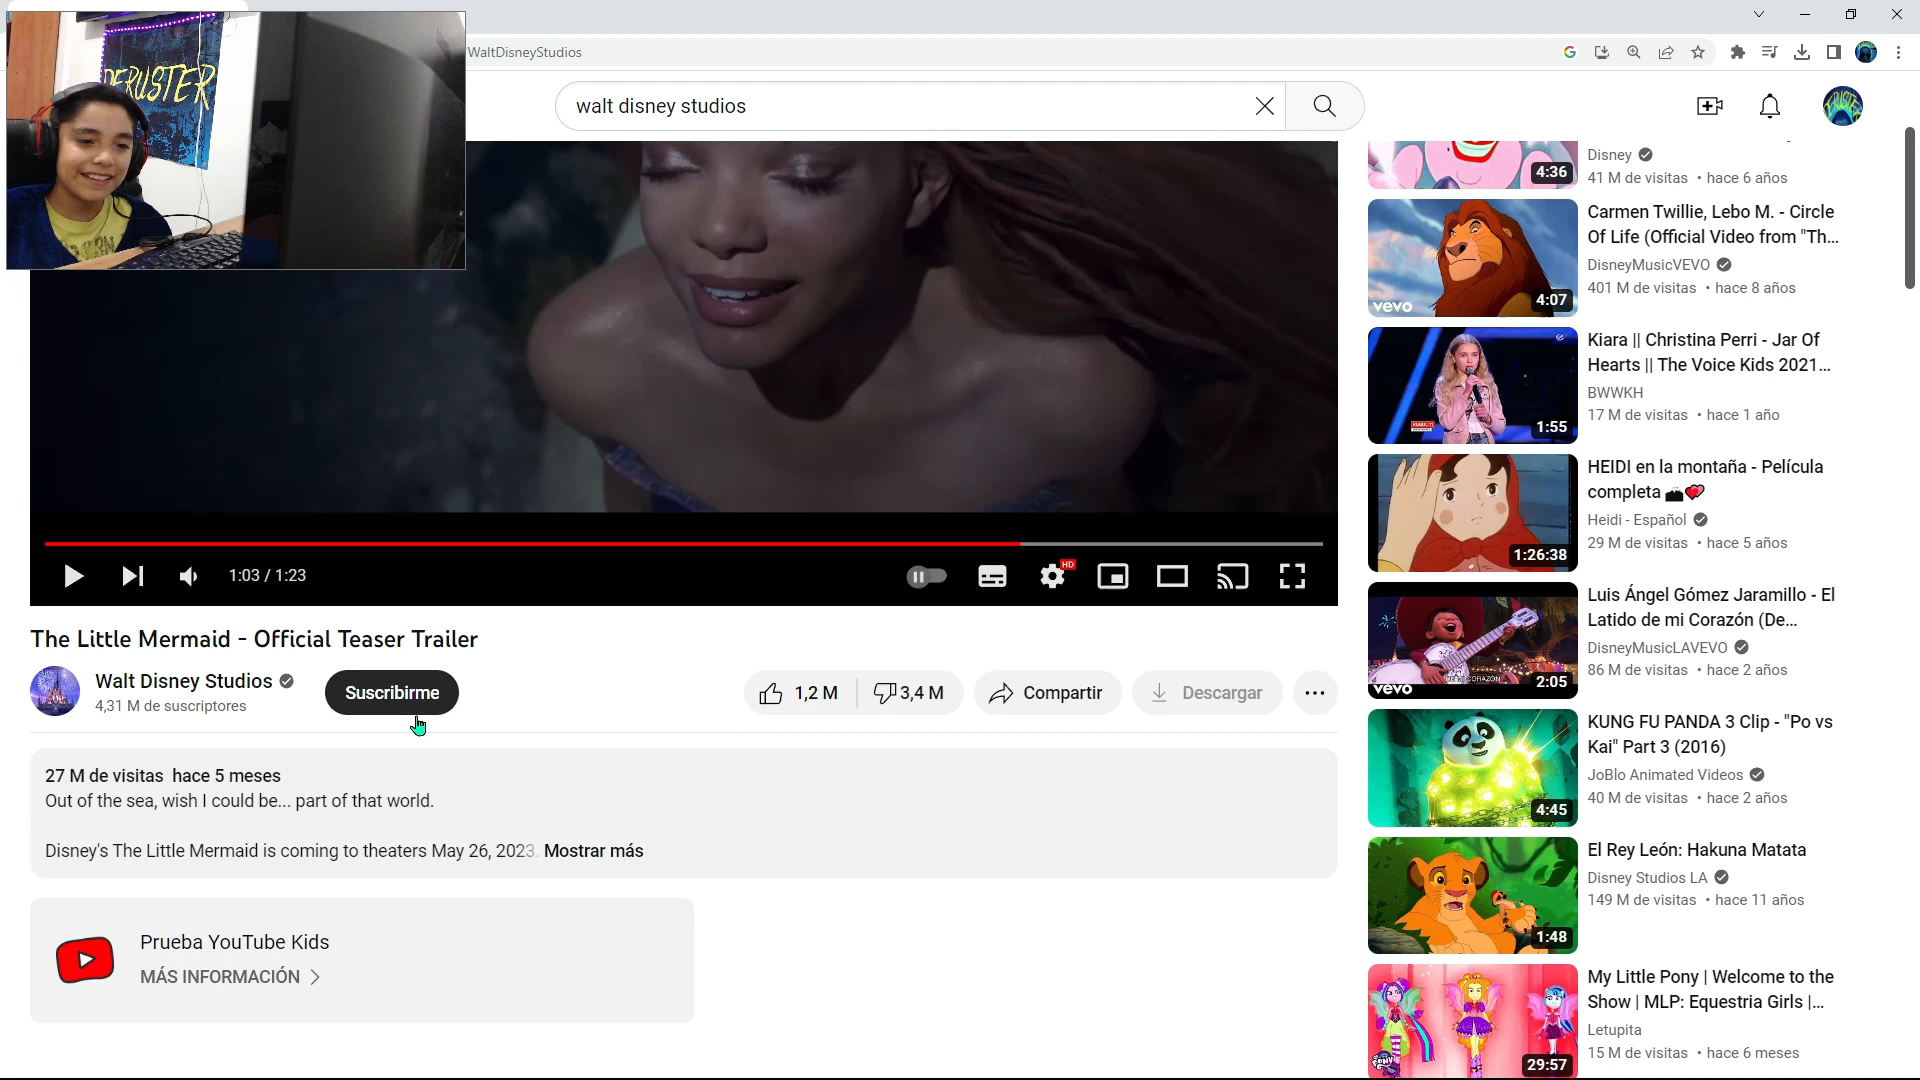 DERUSTER
WaltDisneyStudios
walt disney studios
1:03 / 1:23
HD
The Little Mermaid - Official Teaser Trailer
Walt Disney Studios
4,31 M de suscriptores
Suscribirme
1,2 M
3,4 M
Compartir
Descargar
27 M de visitas hace 5 meses
Out of the sea, wish I could be... part of that world.
Disney's The Little Mermaid is coming to theaters May 26, 2023. Mostrar más
Prueba YouTube Kids
MÁS INFORMACIÓN
4:36
Disney
41 M de visitas • hace 6 años
vevo
4:07
Carmen Twillie, Lebo M. - Circle
Of Life (Official Video from "Th...
DisneyMusicVEVO
401 M de visitas • hace 8 años
1:55
Kiara || Christina Perri - Jar Of
Hearts || The Voice Kids 2021...
BWWKH
17 M de visitas • hace 1 año
1:26:38
HEIDI en la montaña - Película
completa
Heidi - Español
29 M de visitas • hace 5 años
vevo
2:05
Luis Ángel Gómez Jaramillo - El
Latido de mi Corazón (De...
DisneyMusicLAVEVO
86 M de visitas • hace 2 años
4:45
KUNG FU PANDA 3 Clip - "Po vs
Kai" Part 3 (2016)
JoBlo Animated Videos
40 M de visitas • hace 2 años
1:48
El Rey León: Hakuna Matata
Disney Studios LA
149 M de visitas • hace 11 años
29:57
My Little Pony | Welcome to the
Show | MLP: Equestria Girls |...
Letupita
15 M de visitas • hace 6 meses